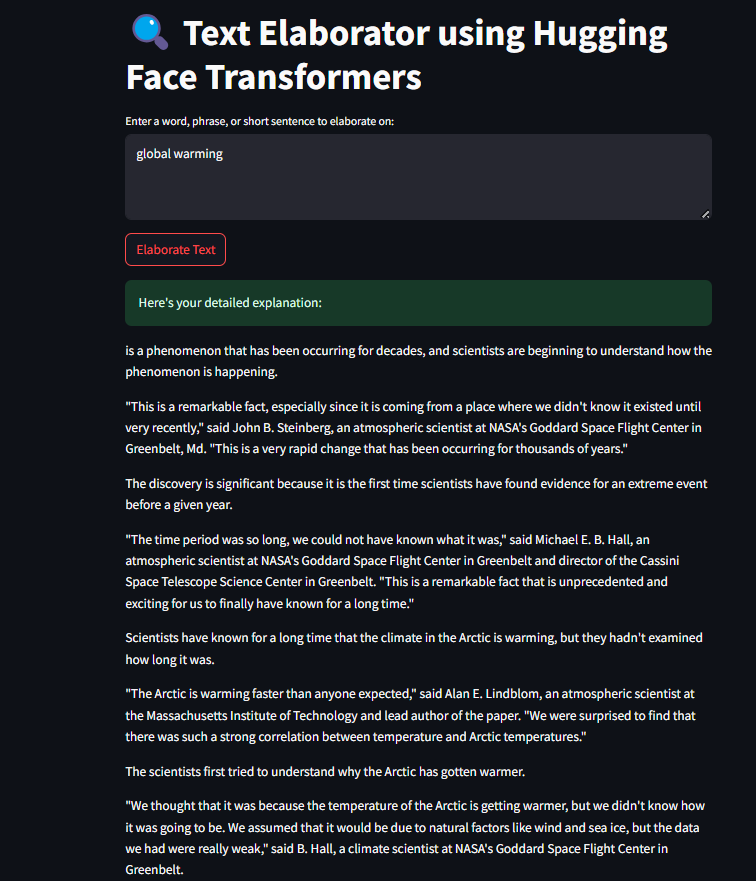 Text Elaborator using Hugging
Face Transformers
Enter a word, phrase, or short sentence to elaborate on:
global warming
Elaborate Text
Here's your detailed explanation:
is a phenomenon that has been occurring for decades, and scientists are beginning to understand how the
phenomenon is happening.
"This is a remarkable fact, especially since it is coming from a place where we didn't know it existed until
very recently," said John B. Steinberg, an atmospheric scientist at NASA's Goddard Space Flight Center in
Greenbelt, Md. "This is a very rapid change that has been occurring for thousands of years."
The discovery is significant because it is the first time scientists have found evidence for an extreme event
before a given year.
"The time period was so long, we could not have known what it was," said Michael E. B. Hall, an
atmospheric scientist at NASA's Goddard Space Flight Center in Greenbelt and director of the Cassini
Space Telescope Science Center in Greenbelt. "This is a remarkable fact that is unprecedented and
exciting for us to finally have known for a long time."
Scientists have known for a long time that the climate in the Arctic is warming, but they hadn't examined
how long it was.
"The Arctic is warming faster than anyone expected," said Alan E. Lindblom, an atmospheric scientist at
the Massachusetts Institute of Technology and lead author of the paper. "We were surprised to find that
there was such a strong correlation between temperature and Arctic temperatures."
The scientists first tried to understand why the Arctic has gotten warmer.
"We thought that it was because the temperature of the Arctic is getting warmer, but we didn't know how
it was going to be. We assumed that it would be due to natural factors like wind and sea ice, but the data
we had were really weak," said B. Hall, a climate scientist at NASA's Goddard Space Flight Center in
Greenbelt.